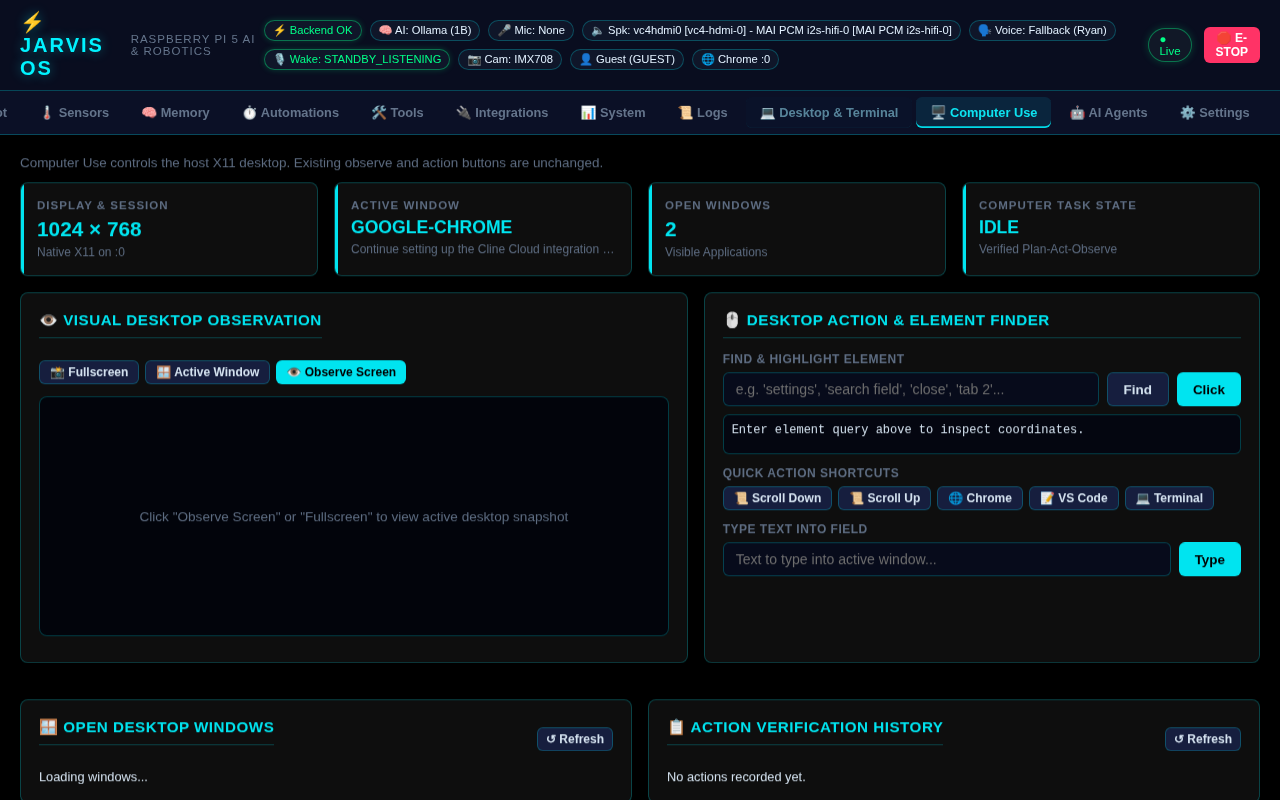 ⚡ JARVIS OS
RASPBERRY PI 5 AI & ROBOTICS
⚡ Backend OK
🧠 AI: Ollama (1B)
🎤 Mic: None
🔈 Spk: vc4hdmi0 [vc4-hdmi-0] - MAI PCM i2s-hifi-0 [MAI PCM i2s-hifi-0]
🗣️ Voice: Fallback (Ryan)
🎙️ Wake: STANDBY_LISTENING
📷 Cam: IMX708
👤 Guest (GUEST)
🌐 Chrome :0
● Live
🛑 E-STOP
🌡️ Sensors
🧠 Memory
⏱️ Automations
🛠️ Tools
🔌 Integrations
📊 System
📜 Logs
💻 Desktop & Terminal
🖥️ Computer Use
🤖 AI Agents
⚙️ Settings
Computer Use controls the host X11 desktop. Existing observe and action buttons are unchanged.
DISPLAY & SESSION
1024 × 768
Native X11 on :0
ACTIVE WINDOW
GOOGLE-CHROME
Continue setting up the Cline Cloud integration …
OPEN WINDOWS
2
Visible Applications
COMPUTER TASK STATE
IDLE
Verified Plan-Act-Observe
👁️ VISUAL DESKTOP OBSERVATION
📸 Fullscreen
🪟 Active Window
👁️ Observe Screen
Click "Observe Screen" or "Fullscreen" to view active desktop snapshot
🖱️ DESKTOP ACTION & ELEMENT FINDER
FIND & HIGHLIGHT ELEMENT
e.g. 'settings', 'search field', 'close', 'tab 2'...
Find
Click
Enter element query above to inspect coordinates.
QUICK ACTION SHORTCUTS
📜 Scroll Down
📜 Scroll Up
🌐 Chrome
📝 VS Code
💻 Terminal
TYPE TEXT INTO FIELD
Text to type into active window...
Type
🪟 OPEN DESKTOP WINDOWS
↺ Refresh
Loading windows...
📋 ACTION VERIFICATION HISTORY
↺ Refresh
No actions recorded yet.